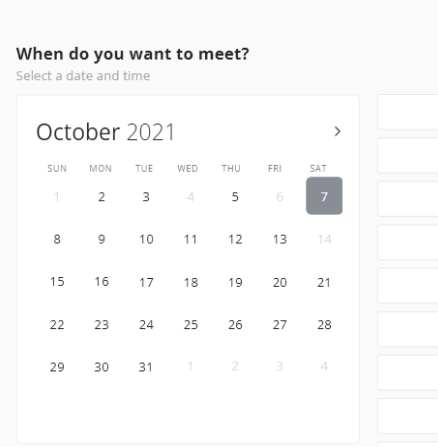 When do you want to meet?
Select a date and time
October 2021
SUN MON TUE WED THU FRI SAT
1 2 3 4 5 6 7
8 9 10 11 12 13 14
15 16 17 18 19 20 21
22 23 24 25 26 27 28
29 30 31 1 2 3 4